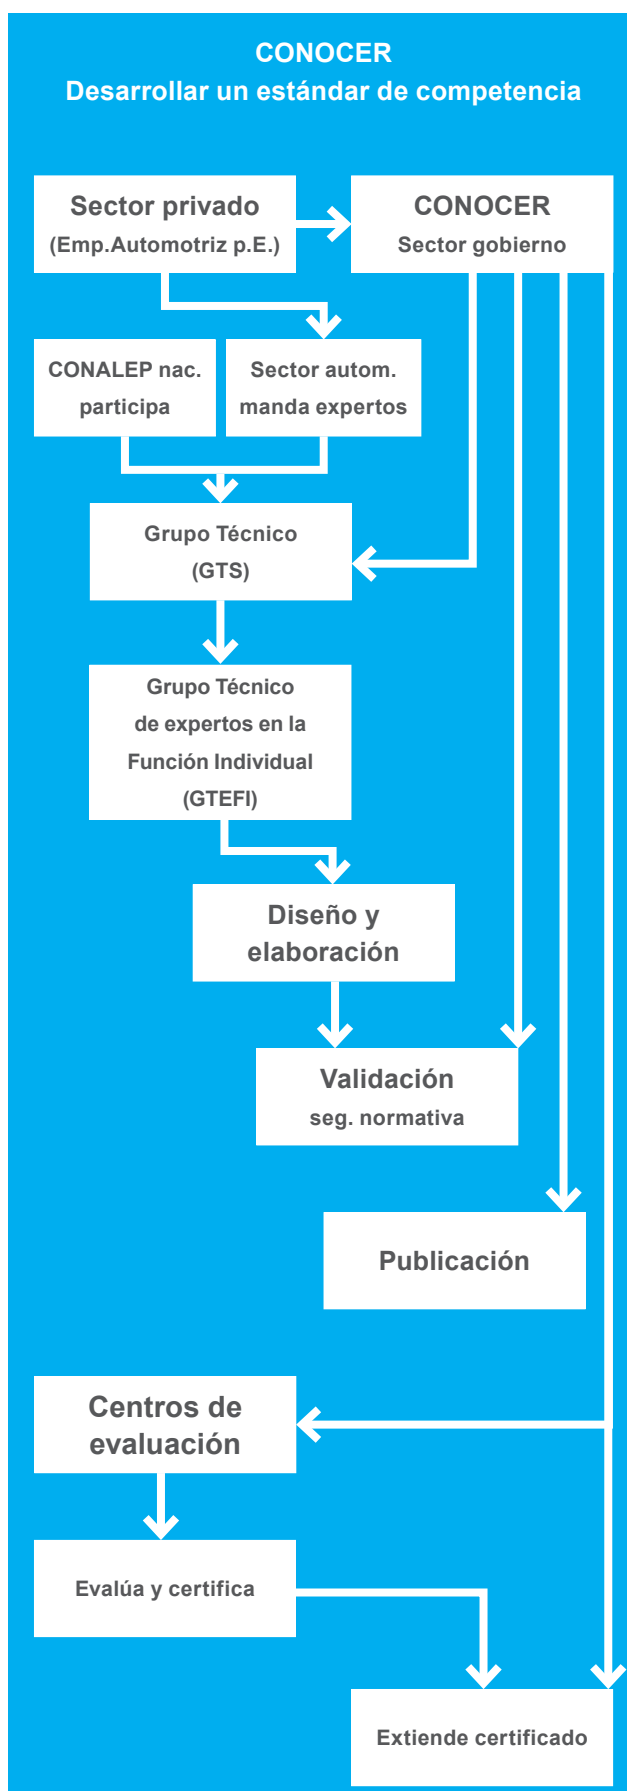 CONOCER
Desarrollar un estándar de competencia
Sector privado
(Emp.Automotriz p.E.)
CONOCER
Sector gobierno
CONALEP nac.
participa
Sector autom.
manda expertos
Grupo Técnico
(GTS)
Grupo Técnico
de expertos en la
Función Individual
(GTEFI)
Diseño y
elaboración
Validación
seg. normativa
Publicación
Centros de
evaluación
Evalúa y certifica
Extiende certificado